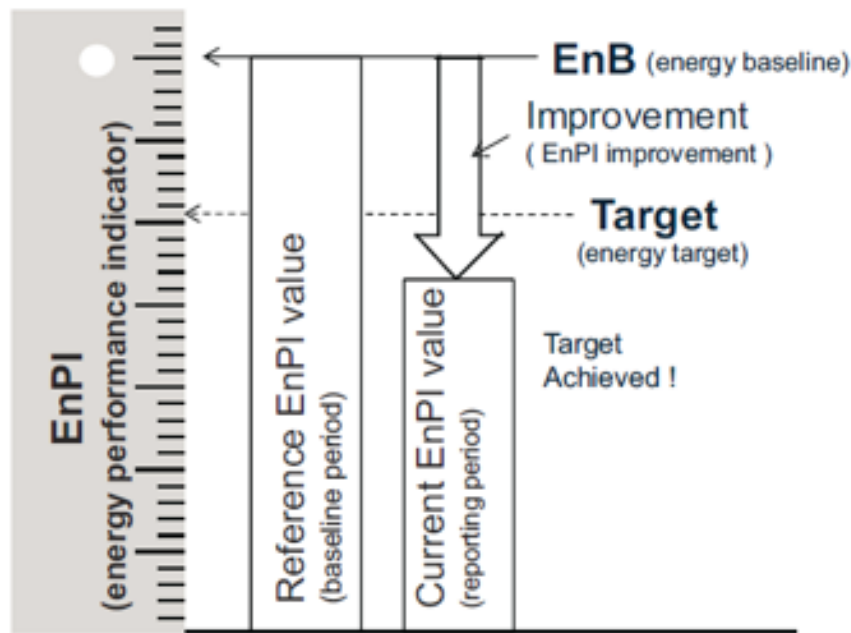 EnPI
(energy performance indicator)
EnB (energy baseline)
Improvement
( EnPI improvement )
Target
(energy target)
Reference EnPI value
(baseline period)
Current EnPI value
(reporting period)
Target
Achieved !